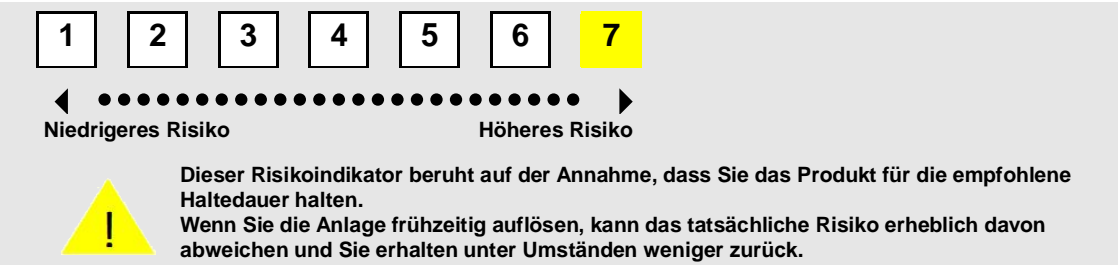 1 2 3 4 5 6 7
Niedrigeres Risiko Höheres Risiko
Dieser Risikoindikator beruht auf der Annahme, dass Sie das Produkt für die empfohlene
Haltedauer halten.
Wenn Sie die Anlage frühzeitig auflösen, kann das tatsächliche Risiko erheblich davon
abweichen und Sie erhalten unter Umständen weniger zurück.
!